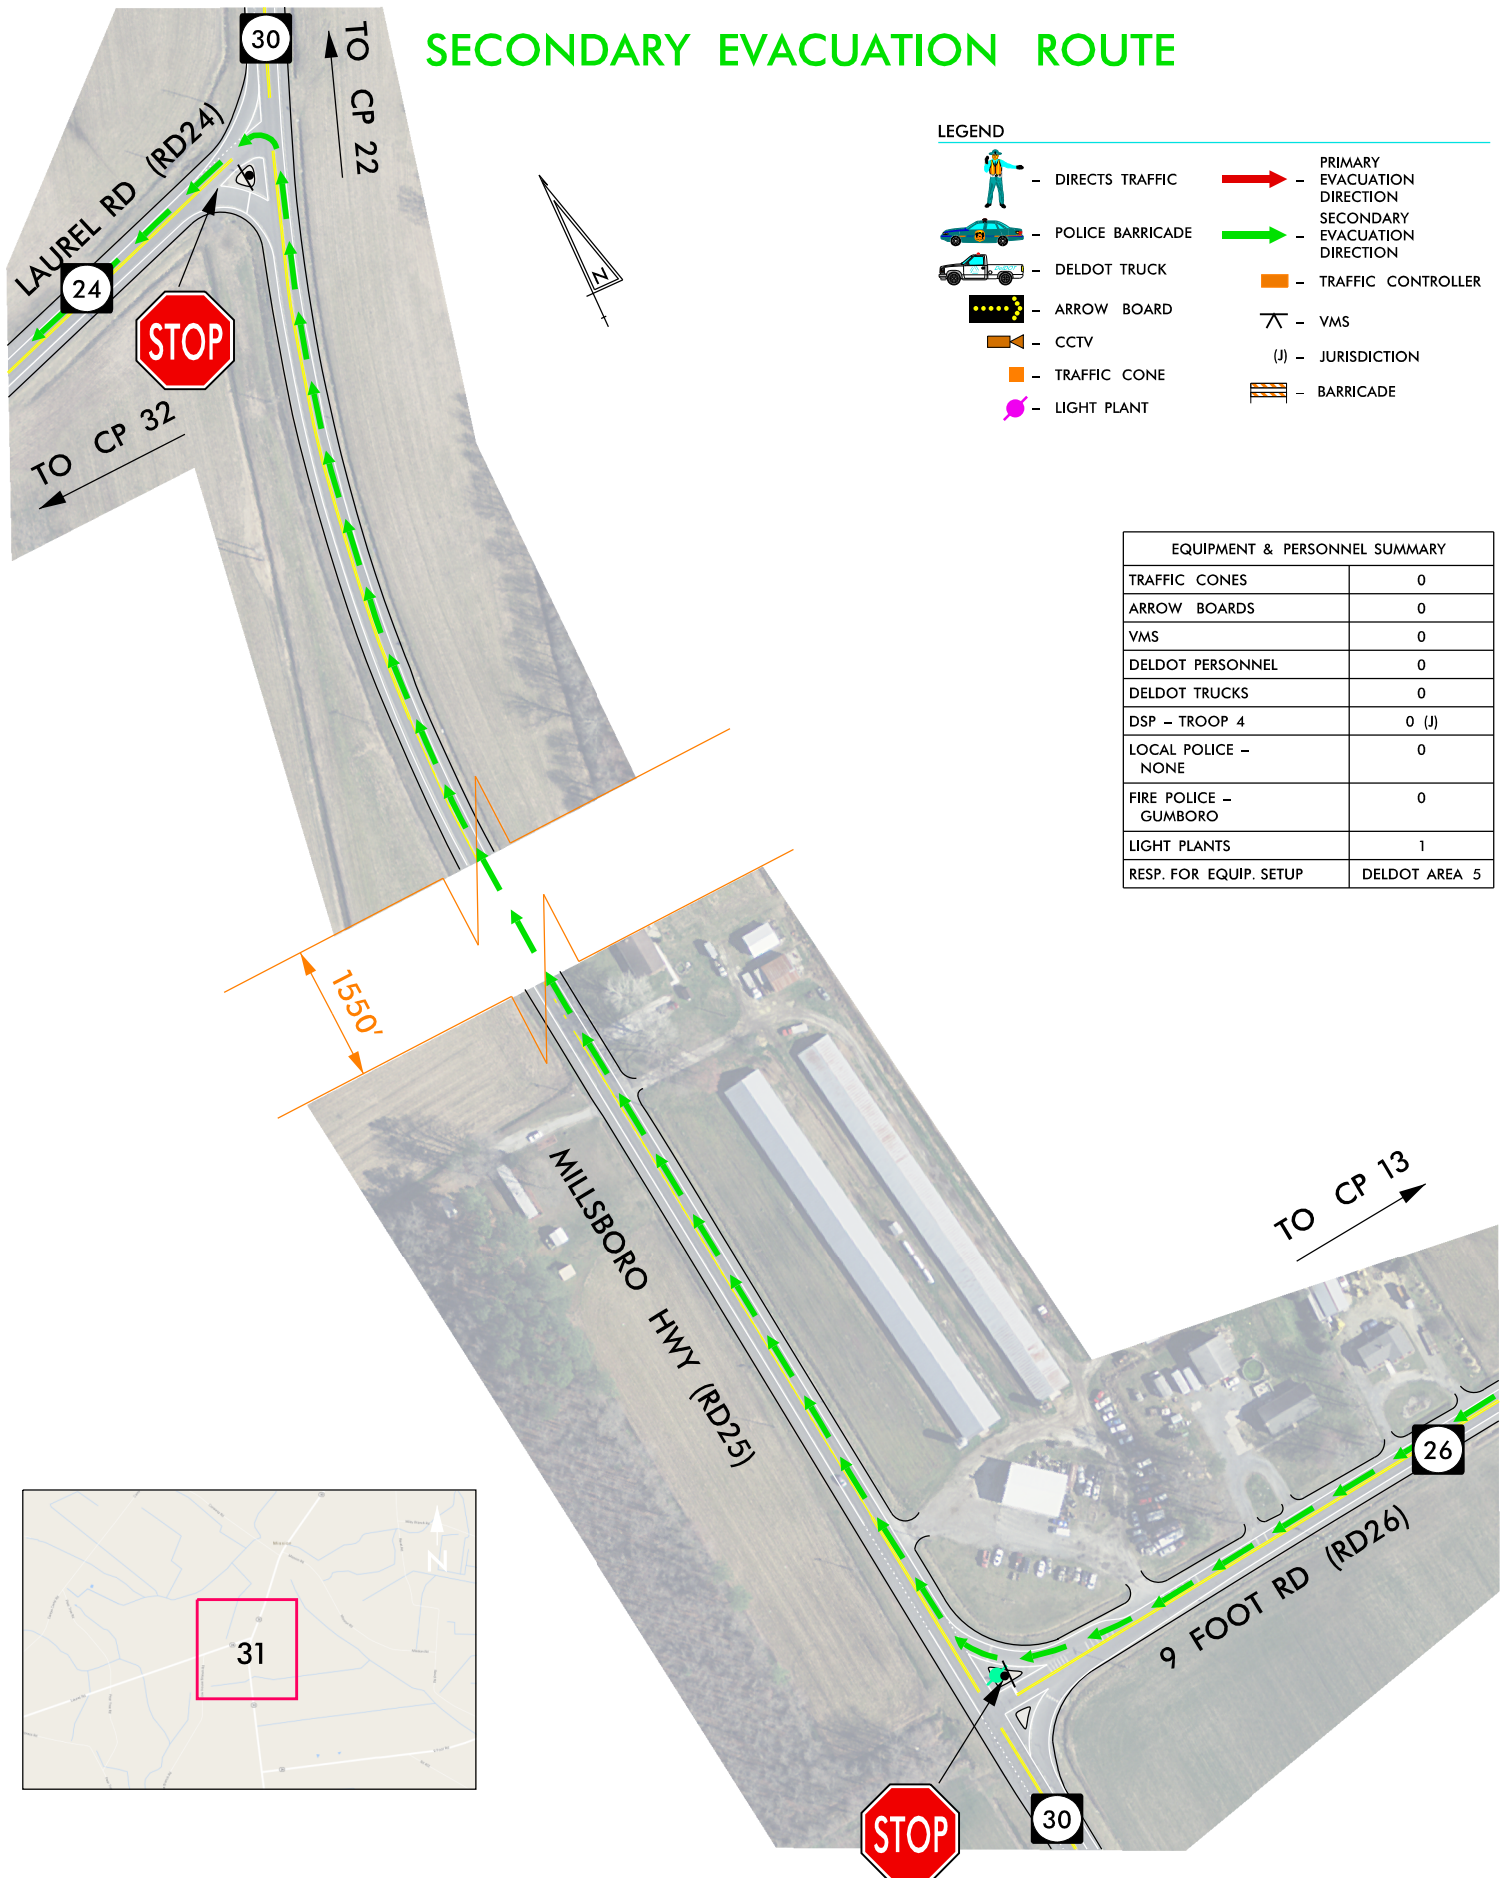 SECONDARY EVACUATION ROUTE
30
TO CP 22
LAUREL RD (RD24)
24
STOP
TO CP 32
N
LEGEND
– DIRECTS TRAFFIC
– POLICE BARRICADE
– DELDOT TRUCK
– ARROW BOARD
– CCTV
– TRAFFIC CONE
– LIGHT PLANT
– PRIMARY
EVACUATION
DIRECTION
– SECONDARY
EVACUATION
DIRECTION
– TRAFFIC CONTROLLER
– VMS
(J) – JURISDICTION
– BARRICADE
EQUIPMENT & PERSONNEL SUMMARY
TRAFFIC CONES 0
ARROW BOARDS 0
VMS 0
DELDOT PERSONNEL 0
DELDOT TRUCKS 0
DSP – TROOP 4 0 (J)
LOCAL POLICE –
NONE 0
FIRE POLICE –
GUMBORO 0
LIGHT PLANTS 1
RESP. FOR EQUIP. SETUP DELDOT AREA 5
1550'
MILLSBORO HWY (RD25)
TO CP 13
26
9 FOOT RD (RD26)
STOP
30
N
31